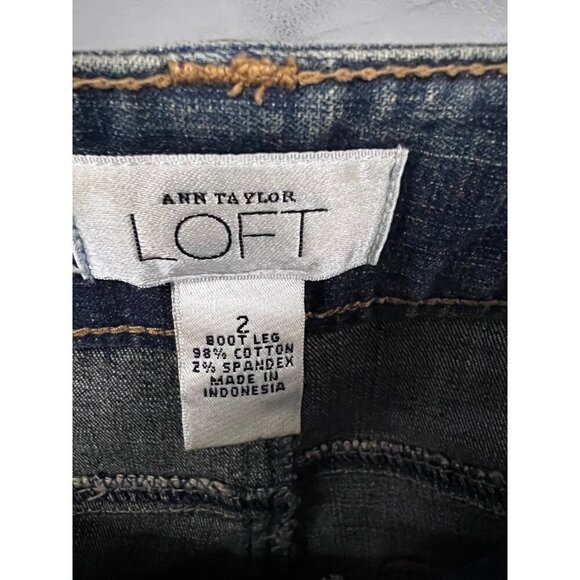 ANN TAYLOR
LOFT
2
BOOT LEG
98% COTTON
2% SPANDEX
MADE IN
INDONESIA